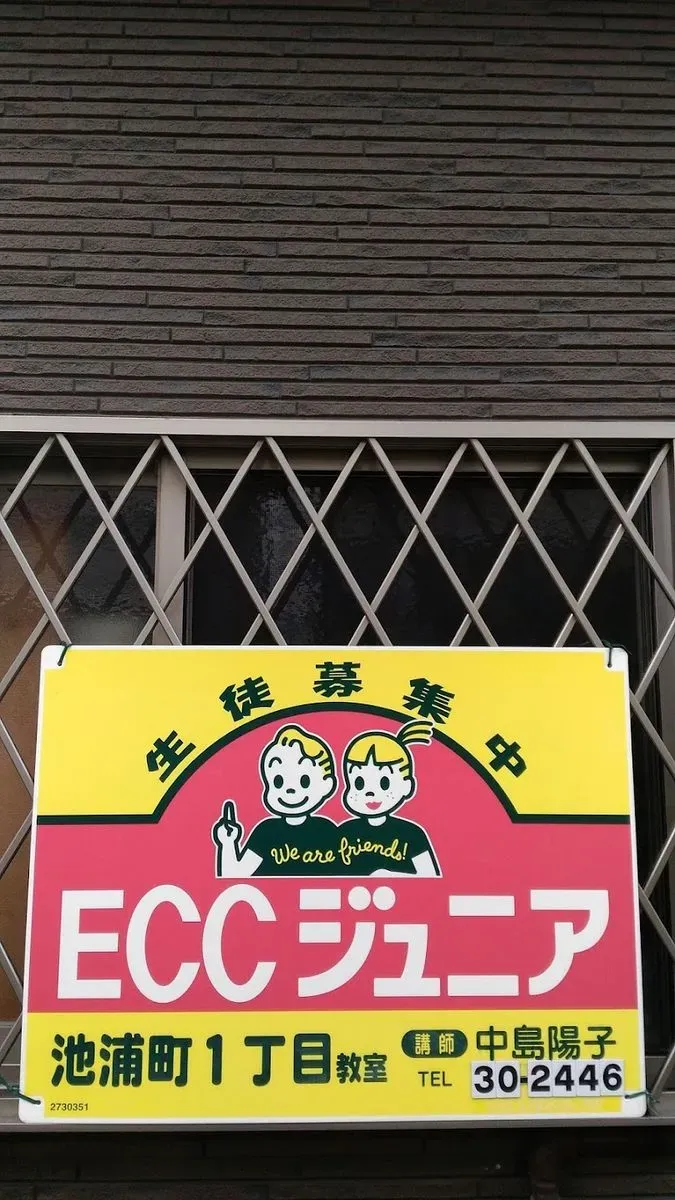 生徒募集中
We are friends!
ECCジュニア
池浦町1丁目教室
講師 中島陽子
TEL 30-2446
2730351